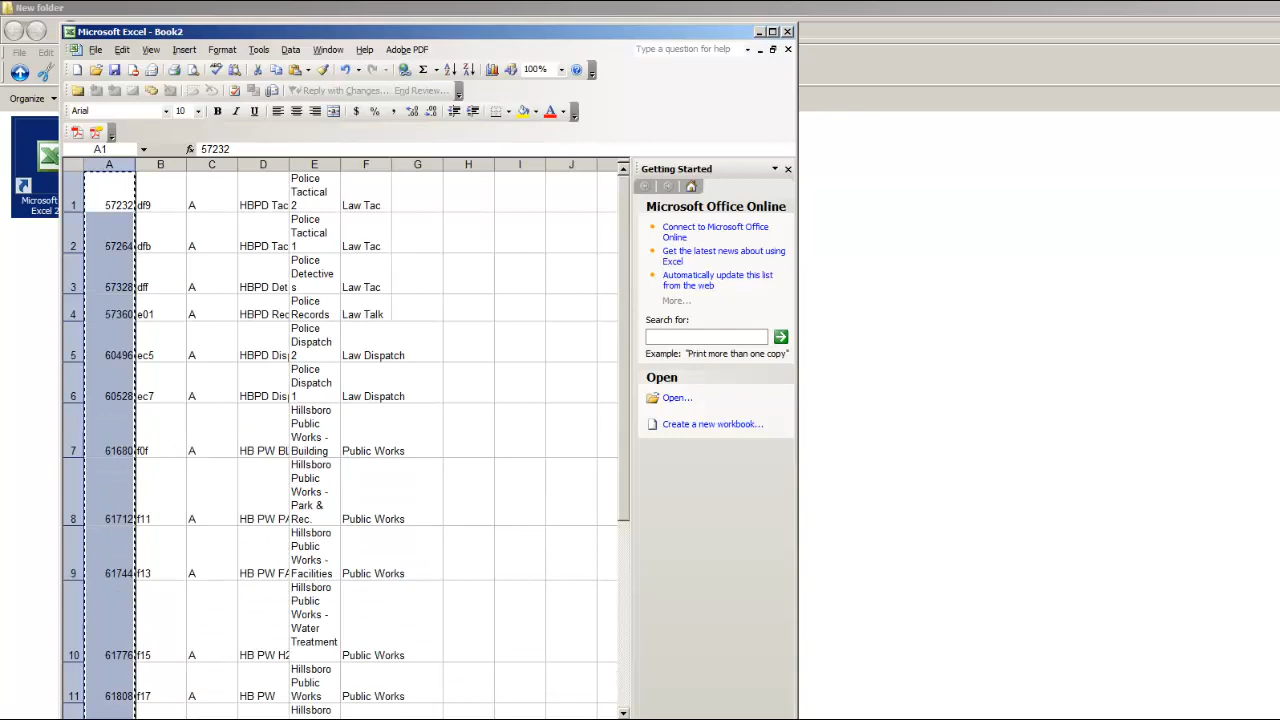 New folder
Microsoft Excel - Book2
File Edit View Insert Format Tools Data Window Help Adobe PDF
Type a question for help
File Edit
100%
Reply with Changes... End Review...
Organize
Arial 10 B I U $ % ,
A1 fx 57232
A B C D E F G H I J
1 57232 df9 A HBPD Tac Police Tactical 2 Law Tac
2 57264 dfb A HBPD Tac Police Tactical 1 Law Tac
3 57328 dff A HBPD Det Police Detectives Law Tac
4 57360 e01 A HBPD Rec Police Records Law Talk
5 60496 ec5 A HBPD Disp Police Dispatch 2 Law Dispatch
6 60528 ec7 A HBPD Disp Police Dispatch 1 Law Dispatch
7 61680 f0f A HB PW BL Hillsboro Public Works - Building Public Works
8 61712 f11 A HB PW PA Hillsboro Public Works - Park & Rec. Public Works
9 61744 f13 A HB PW FA Hillsboro Public Works - Facilities Public Works
10 61776 f15 A HB PW H2 Hillsboro Public Works - Water Treatment Public Works
11 61808 f17 A HB PW Hillsboro Public Works Public Works
Hillsboro
Microsoft
Excel 2
Getting Started
Microsoft Office Online
Connect to Microsoft Office
Online
Get the latest news about using
Excel
Automatically update this list
from the web
More...
Search for:
Example: "Print more than one copy"
Open
Open...
Create a new workbook...